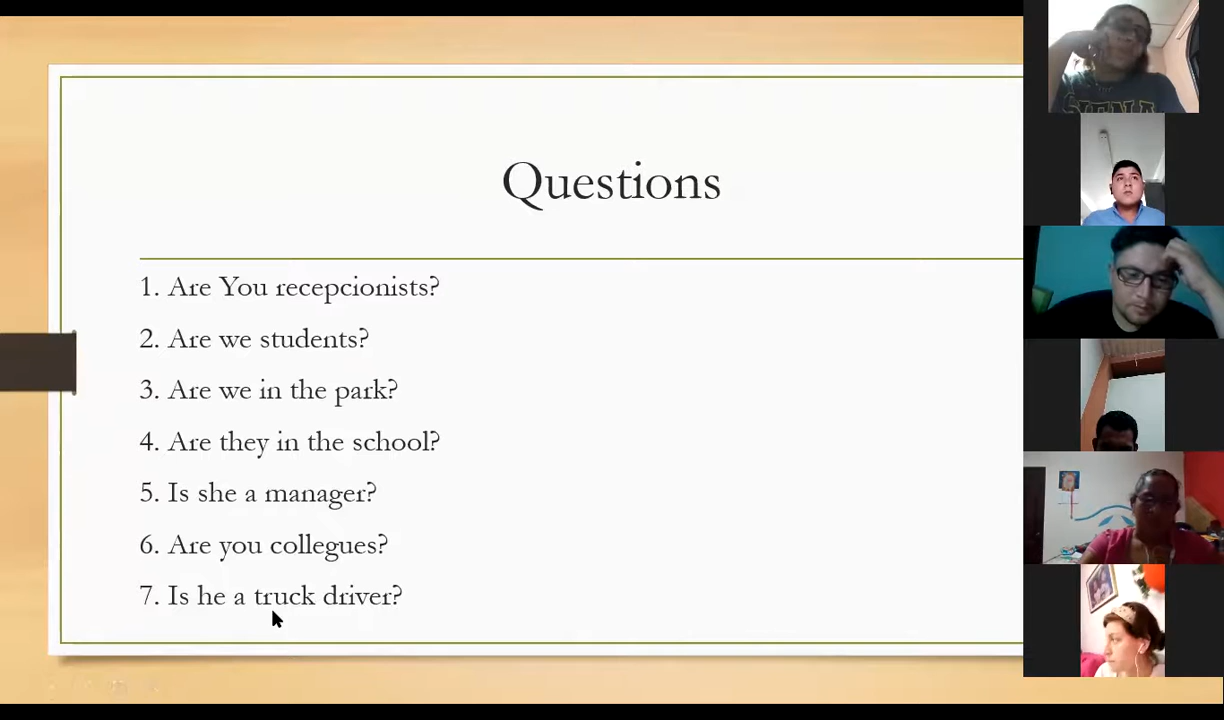 Questions
1. Are You recepcionists?
2. Are we students?
3. Are we in the park?
4. Are they in the school?
5. Is she a manager?
6. Are you collegues?
7. Is he a truck driver?
SIENA